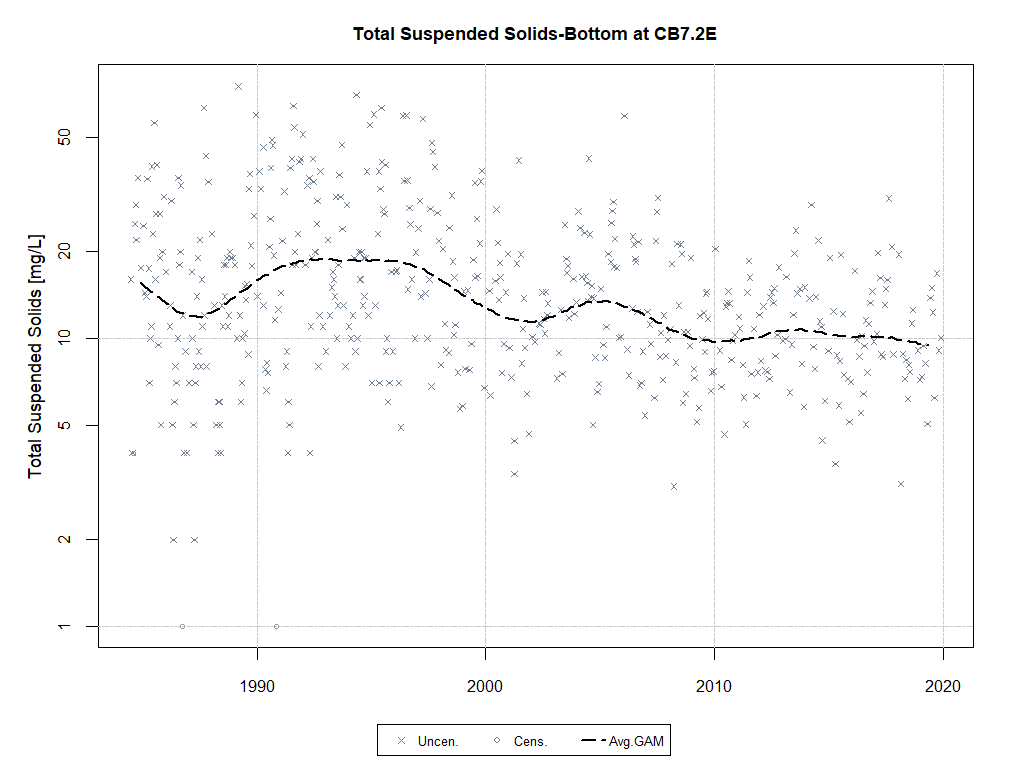 Total Suspended Solids-Bottom at CB7.2E
Total Suspended Solids [mg/L]
50
20
10
5
2
1
1990 2000 2010 2020
Uncen. Cens. Avg.GAM